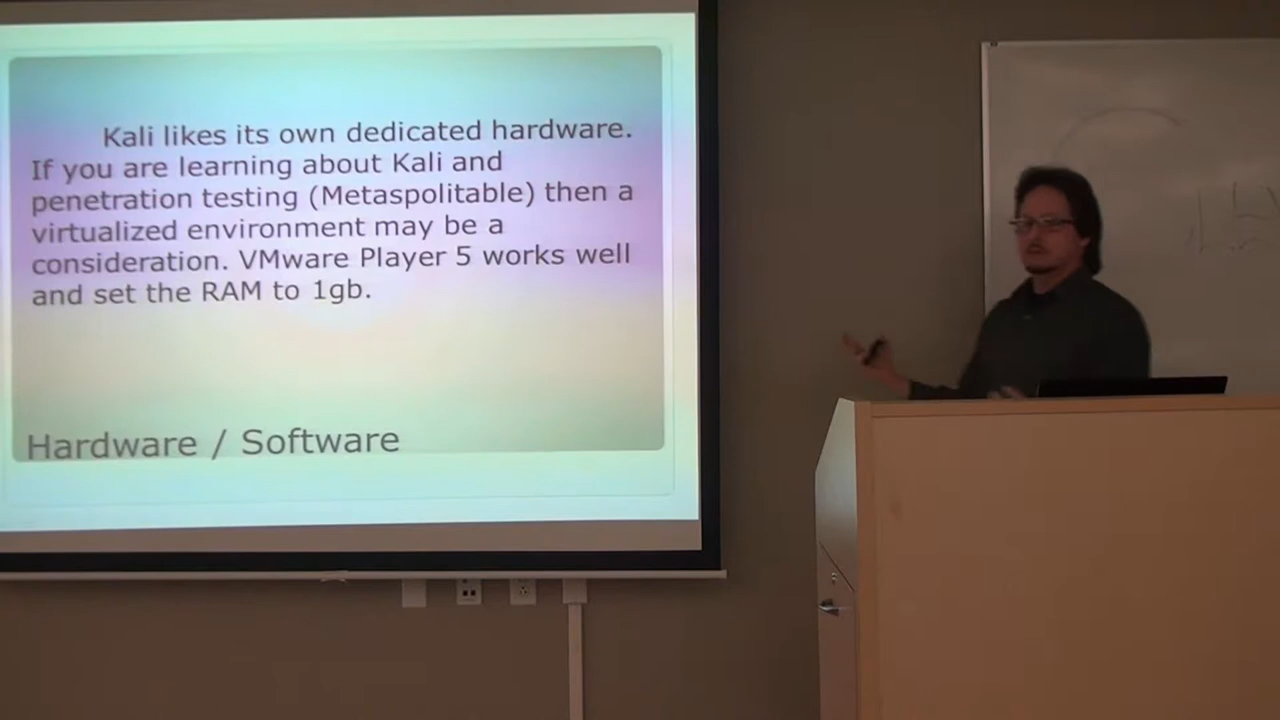 Kali likes its own dedicated hardware.
If you are learning about Kali and
penetration testing (Metaspolitable) then a
virtualized environment may be a
consideration. VMware Player 5 works well
and set the RAM to 1gb.
Hardware / Software